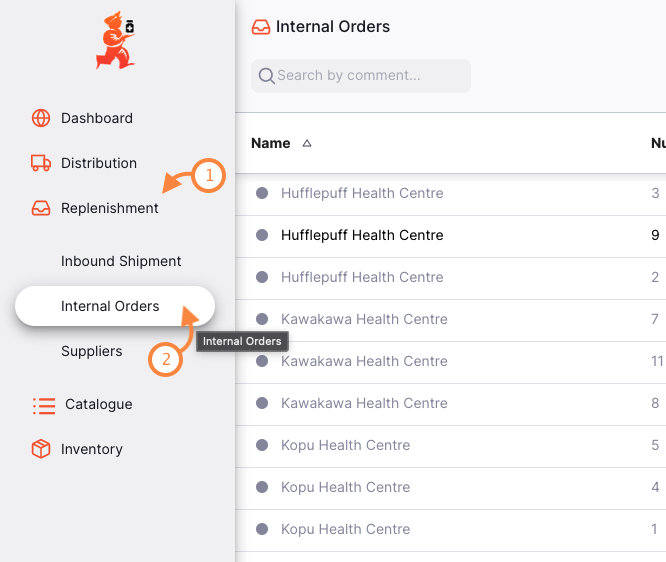 Dashboard
Distribution
1
Replenishment
Inbound Shipment
Internal Orders
Internal Orders
2
Suppliers
Catalogue
Inventory
Internal Orders
Search by comment...
Name Nu
Hufflepuff Health Centre 3
Hufflepuff Health Centre 9
Hufflepuff Health Centre 2
Kawakawa Health Centre 7
Kawakawa Health Centre 11
Kawakawa Health Centre 8
Kopu Health Centre 5
Kopu Health Centre 4
Kopu Health Centre 1